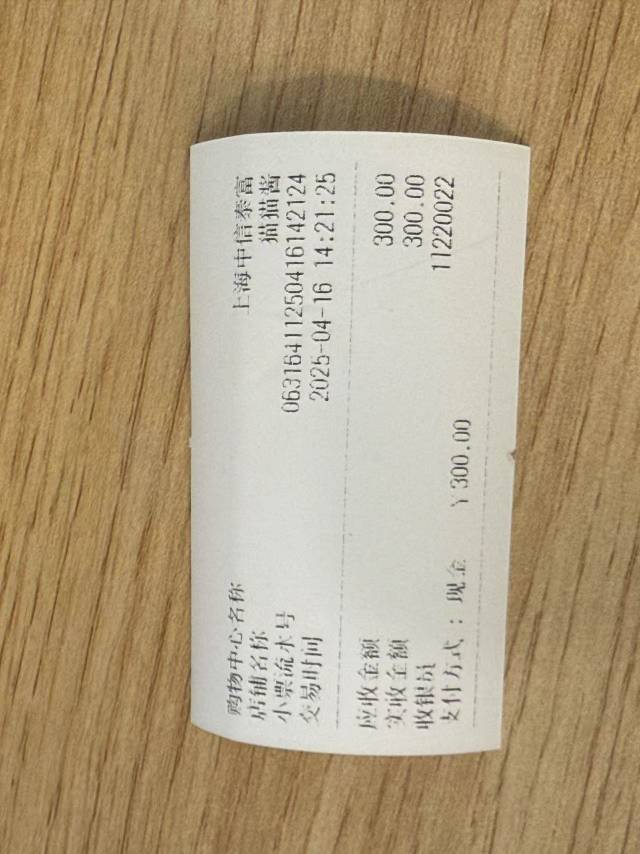 购物中心名称 上海中信泰富
店铺名称 猫猫酱
小票流水号 0631641125041614​2124
交易时间 2025-04-16 14:21:25
应收金额 300.00
实收金额 300.00
收银员 11220022
支付方式：现金 ￥300.00